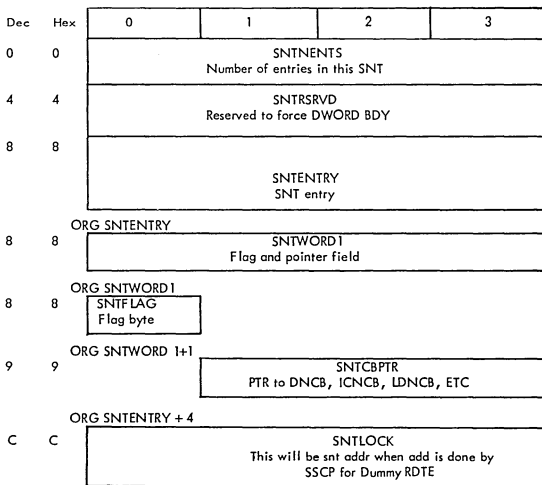 Dec Hex 0 1 2 3
0 0 SNTNENTS
Number of entries in this SNT
4 4 SNTRSRVD
Reserved to force DWORD BDY
8 8
SNTENTRY
SNT entry
ORG SNTENTRY
8 8 SNTWORD1
Flag and pointer field
ORG SNTWORD1
8 8 SNTFLAG
Flag byte
ORG SNTWORD 1+1
9 9 SNTCBPTR
PTR to DNCB, ICNCB, LDNCB, ETC
ORG SNTENTRY + 4
C C SNTLOCK
This will be snt addr when add is done by
SSCP for Dummy RDTE